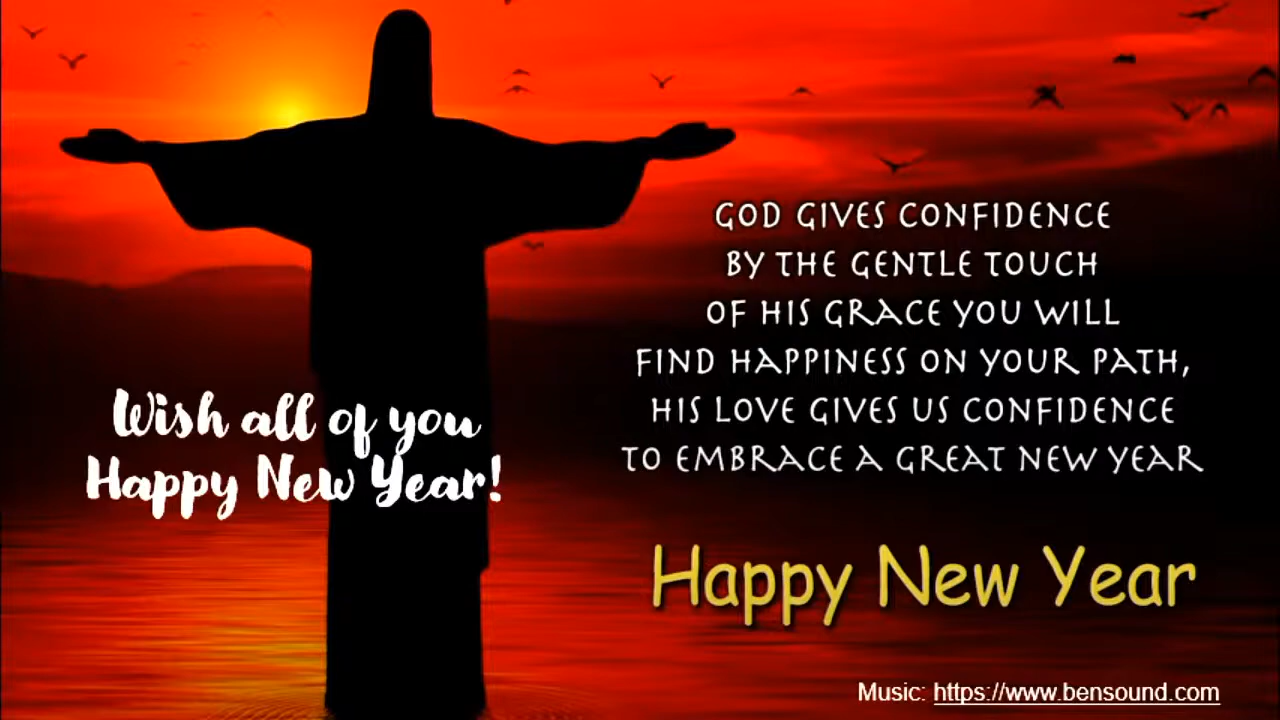 GOD GIVES CONFIDENCE
BY THE GENTLE TOUCH
OF HIS GRACE YOU WILL
FIND HAPPINESS ON YOUR PATH,
HIS LOVE GIVES US CONFIDENCE
TO EMBRACE A GREAT NEW YEAR
Wish all of you
Happy New Year!
Happy New Year
Music: https://www.bensound.com